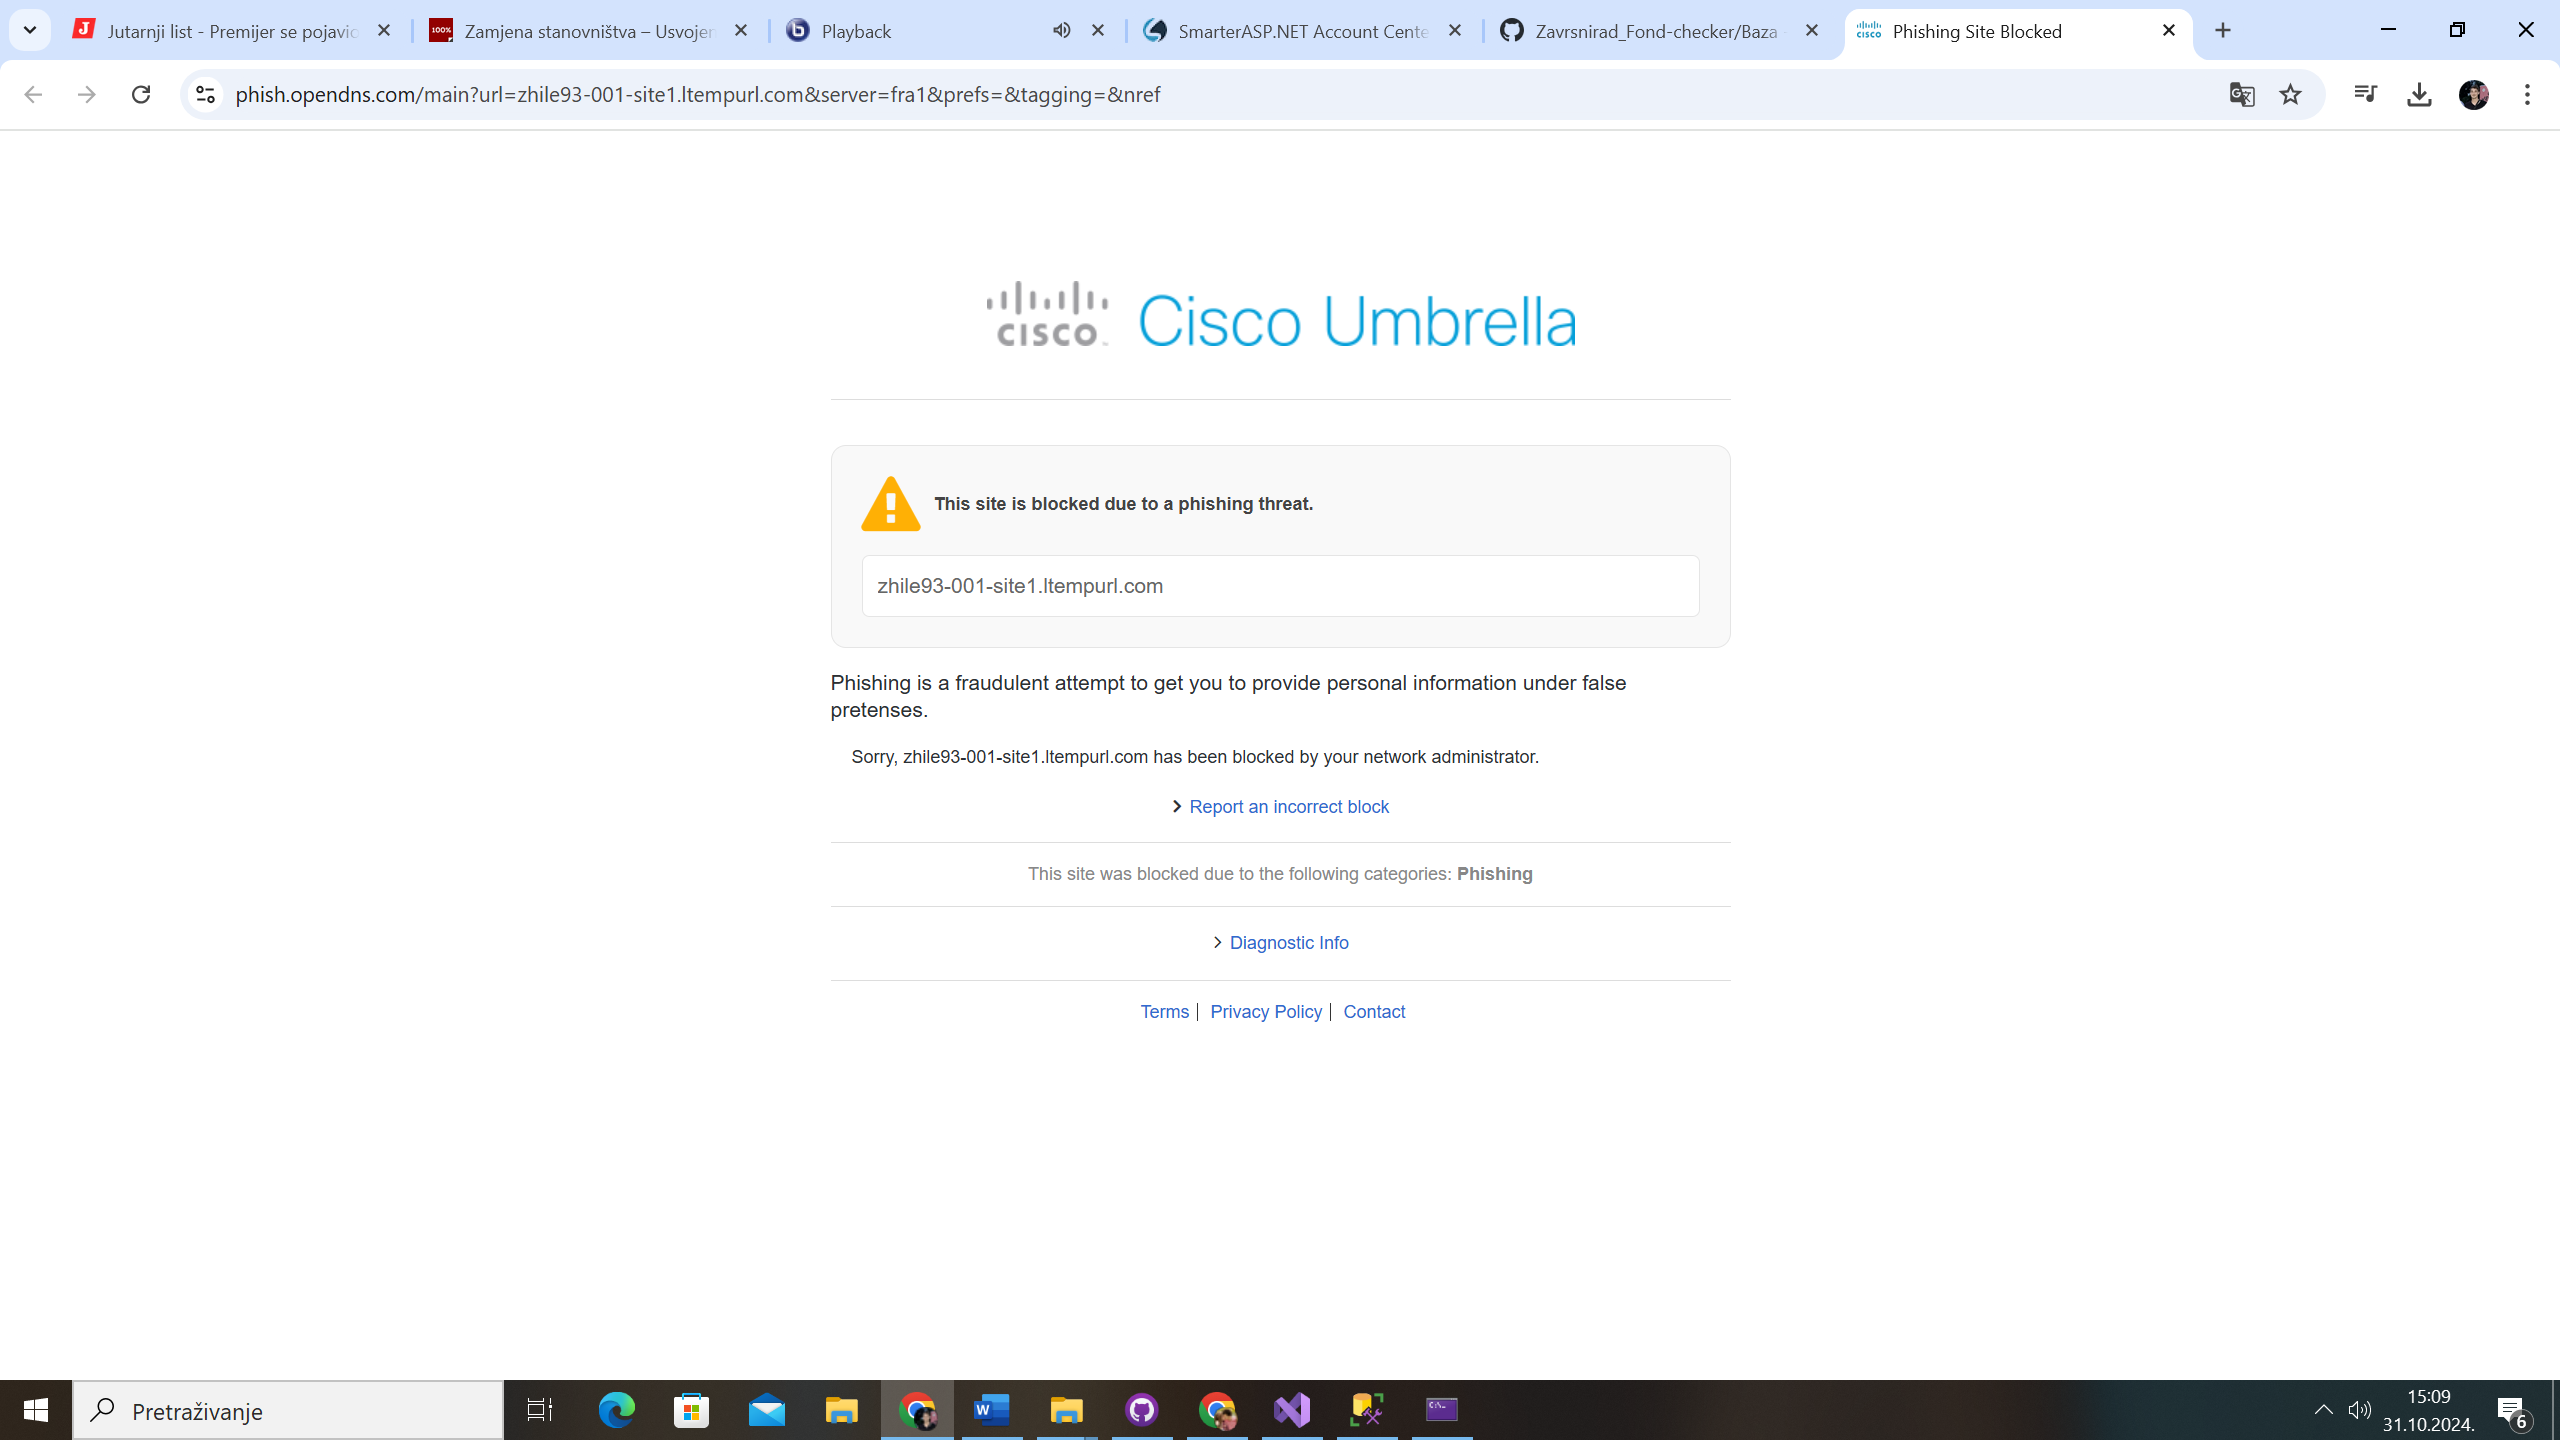 Jutarnji list - Premijer se pojavio
Zamjena stanovništva – Usvojen
Playback
SmarterASP.NET Account Cente
Zavrsnirad_Fond-checker/Baza
Phishing Site Blocked
phish.opendns.com/main?url=zhile93-001-site1.ltempurl.com&server=fra1&prefs=&tagging=&nref
cisco Cisco Umbrella
This site is blocked due to a phishing threat.
zhile93-001-site1.ltempurl.com
Phishing is a fraudulent attempt to get you to provide personal information under false
pretenses.
Sorry, zhile93-001-site1.ltempurl.com has been blocked by your network administrator.
Report an incorrect block
This site was blocked due to the following categories: Phishing
Diagnostic Info
Terms | Privacy Policy | Contact
Pretraživanje
15:09
31.10.2024.
6